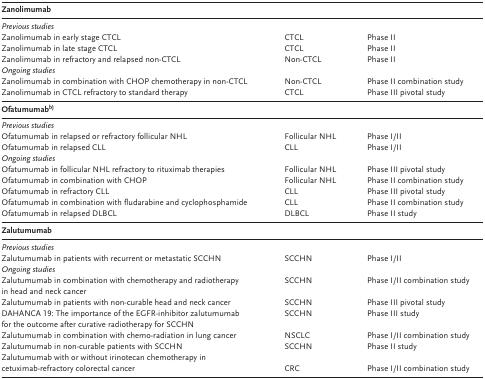 Zanolimumab
Previous studies
Zanolimumab in early stage CTCL CTCL Phase II
Zanolimumab in late stage CTCL CTCL Phase II
Zanolimumab in refractory and relapsed non-CTCL Non-CTCL Phase II
Ongoing studies
Zanolimumab in combination with CHOP chemotherapy in non-CTCL Non-CTCL Phase II combination study
Zanolimumab in CTCL refractory to standard therapy CTCL Phase III pivotal study
Ofatumumab b)
Previous studies
Ofatumumab in relapsed or refractory follicular NHL Follicular NHL Phase I/II
Ofatumumab in relapsed CLL CLL Phase I/II
Ongoing studies
Ofatumumab in follicular NHL refractory to rituximab therapies Follicular NHL Phase III pivotal study
Ofatumumab in combination with CHOP Follicular NHL Phase II combination study
Ofatumumab in refractory CLL CLL Phase III pivotal study
Ofatumumab in combination with fludarabine and cyclophosphamide CLL Phase II combination study
Ofatumumab in relapsed DLBCL DLBCL Phase II study
Zalutumumab
Previous studies
Zalutumumab in patients with recurrent or metastatic SCCHN SCCHN Phase I/II
Ongoing studies
Zalutumumab in combination with chemotherapy and radiotherapy SCCHN Phase I/II combination study
in head and neck cancer
Zalutumumab in patients with non-curable head and neck cancer SCCHN Phase III pivotal study
DAHANCA 19: The importance of the EGFR-inhibitor zalutumumab SCCHN Phase III study
for the outcome after curative radiotherapy for SCCHN
Zalutumumab in combination with chemo-radiation in lung cancer NSCLC Phase I/II combination study
Zalutumumab in non-curable patients with SCCHN SCCHN Phase II study
Zalutumumab with or without irinotecan chemotherapy in
cetuximab-refractory colorectal cancer CRC Phase I/II combination study